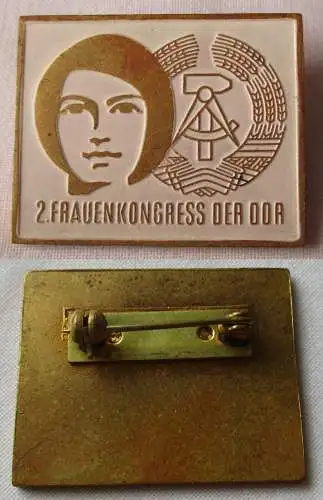 2. FRAUENKONGRESS DER DDR